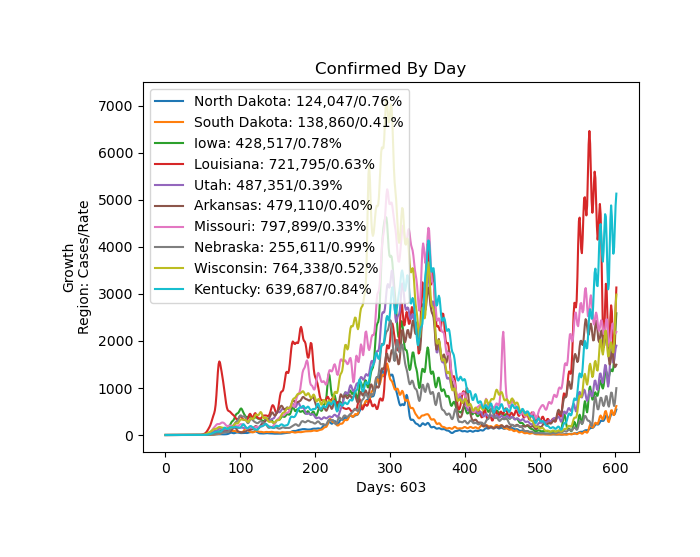 Confirmed By Day
Growth
Region: Cases/Rate
7000
6000
5000
4000
3000
2000
1000
0
North Dakota: 124,047/0.76%
South Dakota: 138,860/0.41%
Iowa: 428,517/0.78%
Louisiana: 721,795/0.63%
Utah: 487,351/0.39%
Arkansas: 479,110/0.40%
Missouri: 797,899/0.33%
Nebraska: 255,611/0.99%
Wisconsin: 764,338/0.52%
Kentucky: 639,687/0.84%
0 100 200 300 400 500 600
Days: 603